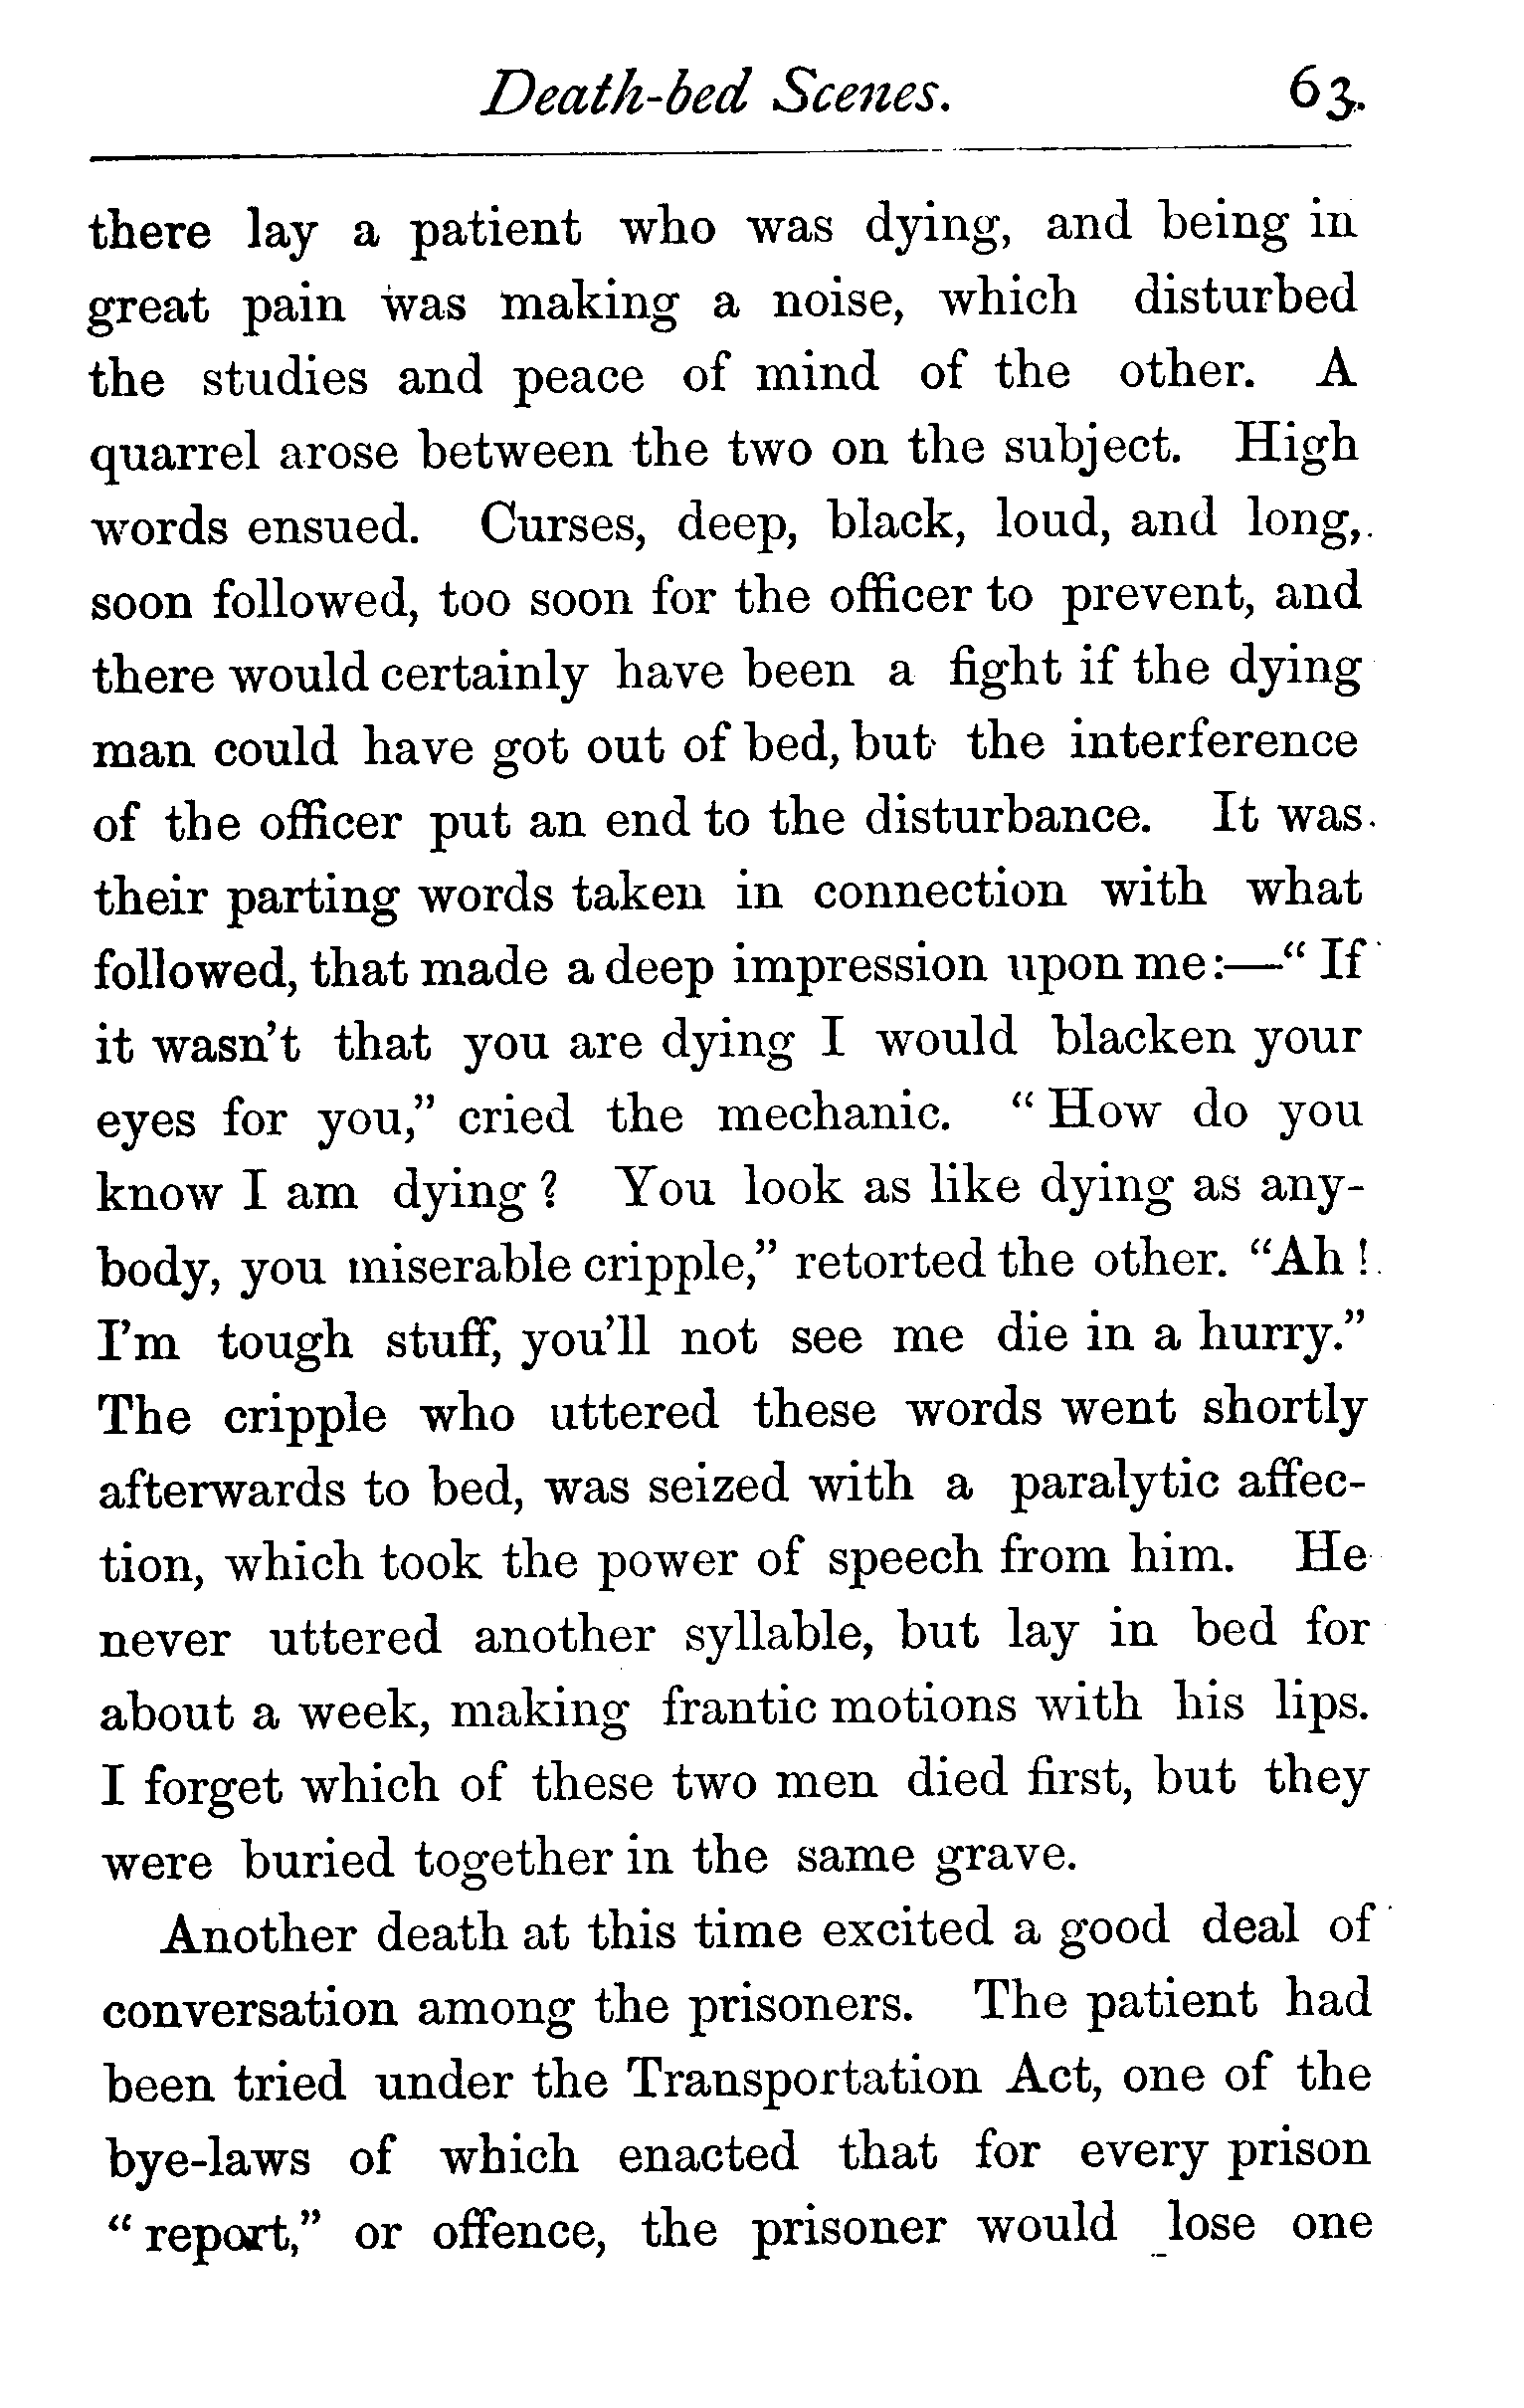 Death-bed Scenes. 63.
there lay a patient who was dying, and being in
great pain was making a noise, which disturbed
the studies and peace of mind of the other. A
quarrel arose between the two on the subject. High
words ensued. Curses, deep, black, loud, and long,
soon followed, too soon for the officer to prevent, and
there would certainly have been a fight if the dying
man could have got out of bed, but the interference
of the officer put an end to the disturbance. It was
their parting words taken in connection with what
followed, that made a deep impression upon me:—“ If
it wasn’t that you are dying I would blacken your
eyes for you,” cried the mechanic. “ How do you
know I am dying ? You look as like dying as any-
body, you miserable cripple,” retorted the other. “Ah !
I’m tough stuff, you’ll not see me die in a hurry.”
The cripple who uttered these words went shortly
afterwards to bed, was seized with a paralytic affec-
tion, which took the power of speech from him. He
never uttered another syllable, but lay in bed for
about a week, making frantic motions with his lips.
I forget which of these two men died first, but they
were buried together in the same grave.
Another death at this time excited a good deal of
conversation among the prisoners. The patient had
been tried under the Transportation Act, one of the
bye-laws of which enacted that for every prison
“ report,” or offence, the prisoner would lose one